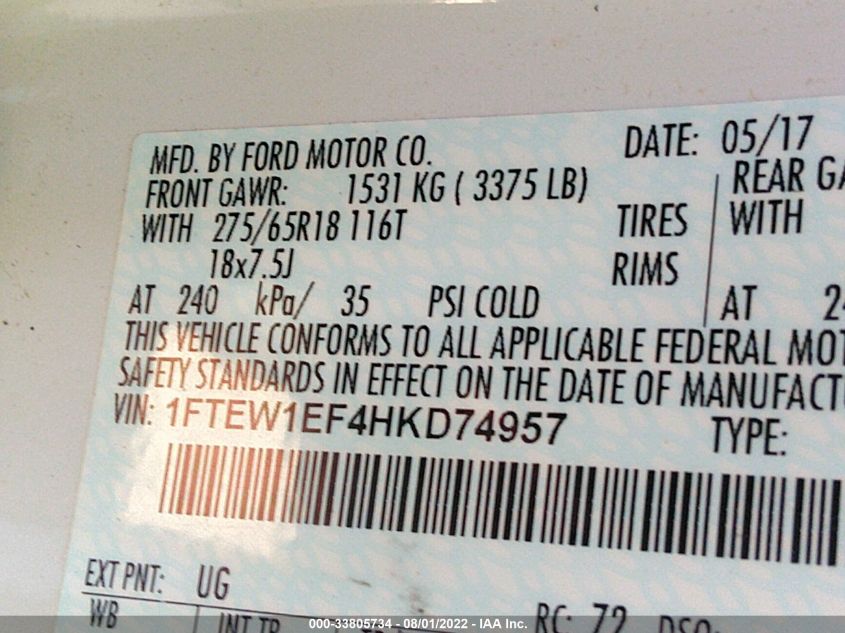 MFD. BY FORD MOTOR CO. DATE: 05/17
FRONT GAWR: 1531 KG ( 3375 LB) REAR GA
WITH 275/65R18 116T TIRES WITH
18x7.5J RIMS
AT 240 kPa/ 35 PSI COLD AT 24
THIS VEHICLE CONFORMS TO ALL APPLICABLE FEDERAL MOT
SAFETY STANDARDS IN EFFECT ON THE DATE OF MANUFACT
VIN: 1FTEW1EF4HKD74957 TYPE:
EXT PNT: UG RC: 72 DSO:
WB INT TR
000-33805734 - 08/01/2022 - IAA Inc.